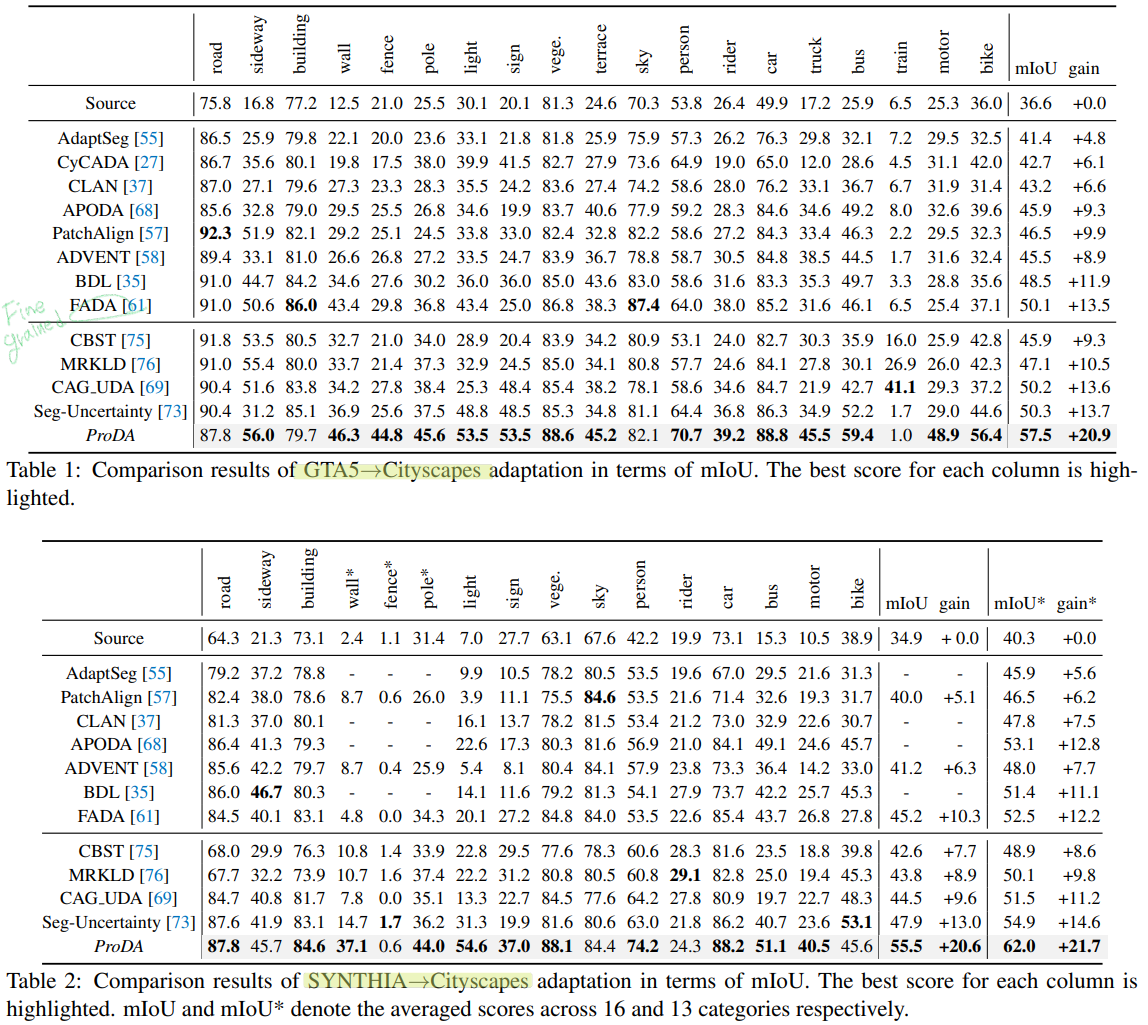 road sideway building wall fence pole light sign vege. terrace sky person rider car truck bus train motor bike mIoU gain
Source 75.8 16.8 77.2 12.5 21.0 25.5 30.1 20.1 81.3 24.6 70.3 53.8 26.4 49.9 17.2 25.9 6.5 25.3 36.0 36.6 +0.0
AdaptSeg [55] 86.5 25.9 79.8 22.1 20.0 23.6 33.1 21.8 81.8 25.9 75.9 57.3 26.2 76.3 29.8 32.1 7.2 29.5 32.5 41.4 +4.8
CyCADA [27] 86.7 35.6 80.1 19.8 17.5 38.0 39.9 41.5 82.7 27.9 73.6 64.9 19.0 65.0 12.0 28.6 4.5 31.1 42.0 42.7 +6.1
CLAN [37] 87.0 27.1 79.6 27.3 23.3 28.3 35.5 24.2 83.6 27.4 74.2 58.6 28.0 76.2 33.1 36.7 6.7 31.9 31.4 43.2 +6.6
APODA [68] 85.6 32.8 79.0 29.5 25.5 26.8 34.6 19.9 83.7 40.6 77.9 59.2 28.3 84.6 34.6 49.2 8.0 32.6 39.6 45.9 +9.3
PatchAlign [57] 92.3 51.9 82.1 29.2 25.1 24.5 33.8 33.0 82.4 32.8 82.2 58.6 27.2 84.3 33.4 46.3 2.2 29.5 32.3 46.5 +9.9
ADVENT [58] 89.4 33.1 81.0 26.6 26.8 27.2 33.5 24.7 83.9 36.7 78.8 58.7 30.5 84.8 38.5 44.5 1.7 31.6 32.4 45.5 +8.9
BDL [35] 91.0 44.7 84.2 34.6 27.6 30.2 36.0 36.0 85.0 43.6 83.0 58.6 31.6 83.3 35.3 49.7 3.3 28.8 35.6 48.5 +11.9
Fine grained
FADA [61] 91.0 50.6 86.0 43.4 29.8 36.8 43.4 25.0 86.8 38.3 87.4 64.0 38.8 85.2 31.6 46.1 6.5 25.4 37.1 50.1 +13.5
CBST [75] 91.8 53.5 80.5 32.7 21.0 34.0 28.9 20.4 83.9 34.2 80.9 53.1 24.0 82.7 30.3 35.9 16.0 25.9 42.8 45.9 +9.3
MRKLD [76] 91.0 55.4 80.0 33.7 21.4 37.3 32.9 24.5 85.0 34.1 80.8 57.7 24.6 84.1 27.8 30.1 26.9 26.0 42.3 47.1 +10.5
CAG_UDA [69] 90.4 51.6 83.8 34.2 27.8 38.4 25.3 48.4 85.4 38.2 78.1 58.6 34.6 84.7 21.9 42.7 41.1 29.3 37.2 50.2 +13.6
Seg-Uncertainty [73] 90.4 31.2 85.1 36.9 25.6 37.5 48.8 48.5 85.3 34.8 81.1 64.4 36.8 86.3 34.9 52.2 1.7 29.0 44.6 50.3 +13.7
ProDA 87.8 56.0 79.7 46.3 44.8 45.6 53.5 53.5 88.6 45.2 82.1 70.7 39.2 88.8 45.5 59.4 1.0 48.9 56.4 57.5 +20.9
Table 1: Comparison results of GTA5→Cityscapes adaptation in terms of mIoU. The best score for each column is high-
lighted.
road sideway building wall* fence* pole* light sign vege. sky person rider car bus motor bike mIoU gain mIoU* gain*
Source 64.3 21.3 73.1 2.4 1.1 31.4 7.0 27.7 63.1 67.6 42.2 19.9 73.1 15.3 10.5 38.9 34.9 + 0.0 40.3 +0.0
AdaptSeg [55] 79.2 37.2 78.8 - - - 9.9 10.5 78.2 80.5 53.5 19.6 67.0 29.5 21.6 31.3 - - 45.9 +5.6
PatchAlign [57] 82.4 38.0 78.6 8.7 0.6 26.0 3.9 11.1 75.5 84.6 53.5 21.6 71.4 32.6 19.3 31.7 40.0 +5.1 46.5 +6.2
CLAN [37] 81.3 37.0 80.1 - - - 16.1 13.7 78.2 81.5 53.4 21.2 73.0 32.9 22.6 30.7 - - 47.8 +7.5
APODA [68] 86.4 41.3 79.3 - - - 22.6 17.3 80.3 81.6 56.9 21.0 84.1 49.1 24.6 45.7 - - 53.1 +12.8
ADVENT [58] 85.6 42.2 79.7 8.7 0.4 25.9 5.4 8.1 80.4 84.1 57.9 23.8 73.3 36.4 14.2 33.0 41.2 +6.3 48.0 +7.7
BDL [35] 86.0 46.7 80.3 - - - 14.1 11.6 79.2 81.3 54.1 27.9 73.7 42.2 25.7 45.3 - - 51.4 +11.1
FADA [61] 84.5 40.1 83.1 4.8 0.0 34.3 20.1 27.2 84.8 84.0 53.5 22.6 85.4 43.7 26.8 27.8 45.2 +10.3 52.5 +12.2
CBST [75] 68.0 29.9 76.3 10.8 1.4 33.9 22.8 29.5 77.6 78.3 60.6 28.3 81.6 23.5 18.8 39.8 42.6 +7.7 48.9 +8.6
MRKLD [76] 67.7 32.2 73.9 10.7 1.6 37.4 22.2 31.2 80.8 80.5 60.8 29.1 82.8 25.0 19.4 45.3 43.8 +8.9 50.1 +9.8
CAG_UDA [69] 84.7 40.8 81.7 7.8 0.0 35.1 13.3 22.7 84.5 77.6 64.2 27.8 80.9 19.7 22.7 48.3 44.5 +9.6 51.5 +11.2
Seg-Uncertainty [73] 87.6 41.9 83.1 14.7 1.7 36.2 31.3 19.9 81.6 80.6 63.0 21.8 86.2 40.7 23.6 53.1 47.9 +13.0 54.9 +14.6
ProDA 87.8 45.7 84.6 37.1 0.6 44.0 54.6 37.0 88.1 84.4 74.2 24.3 88.2 51.1 40.5 45.6 55.5 +20.6 62.0 +21.7
Table 2: Comparison results of SYNTHIA→Cityscapes adaptation in terms of mIoU. The best score for each column is
highlighted. mIoU and mIoU* denote the averaged scores across 16 and 13 categories respectively.